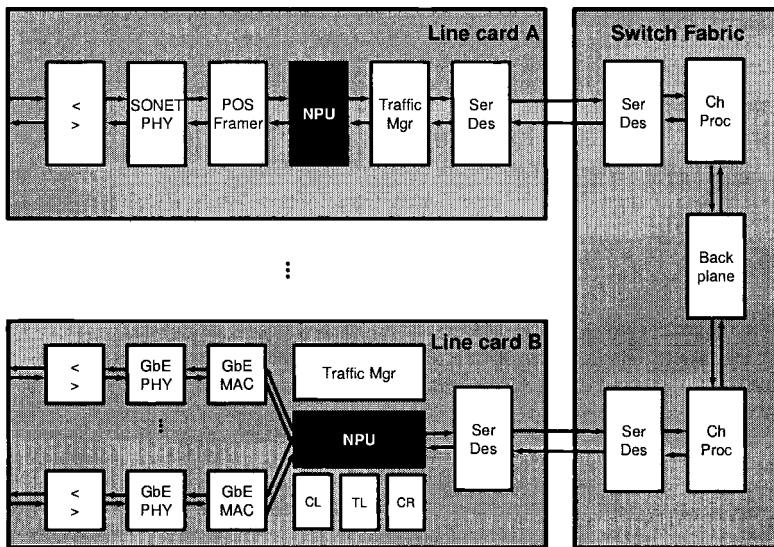 Line card A
<
>
SONET
PHY
POS
Framer
NPU
Traffic
Mgr
Ser
Des
Switch Fabric
Ser
Des
Ch
Proc
Back
plane
Line card B
<
>
GbE
PHY
GbE
MAC
Traffic Mgr
NPU
Ser
Des
Ser
Des
Ch
Proc
<
>
GbE
PHY
GbE
MAC
CL
TL
CR